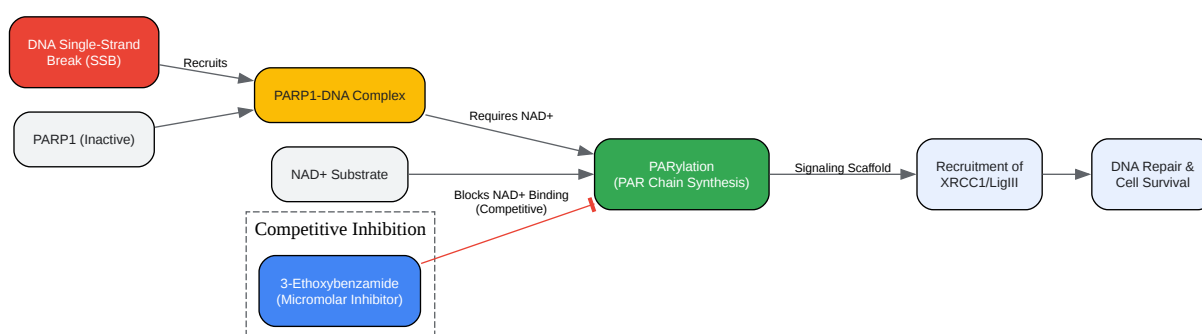 DNA Single-Strand
Break (SSB)
Recruits
PARP1 (Inactive)
PARP1-DNA Complex
Requires NAD+
NAD+ Substrate
Blocks NAD+ Binding
(Competitive)
Competitive Inhibition
3-Ethoxybenzamide
(Micromolar Inhibitor)
PARylation
(PAR Chain Synthesis)
Signaling Scaffold
Recruitment of
XRCC1/LigIII
DNA Repair &
Cell Survival